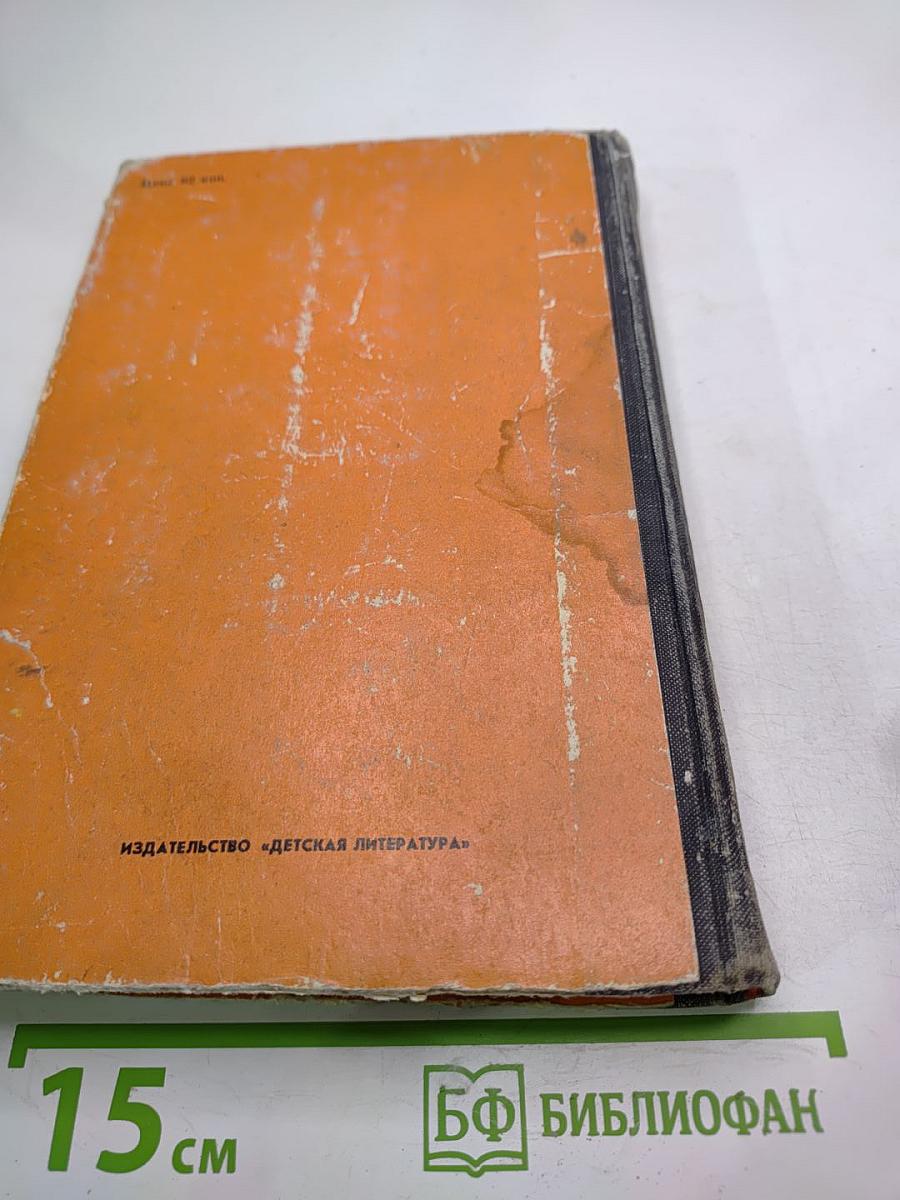 ИЗДАТЕЛЬСТВО «ДЕТСКАЯ ЛИТЕРАТУРА»
15 см
БФ БИБЛИОФАН